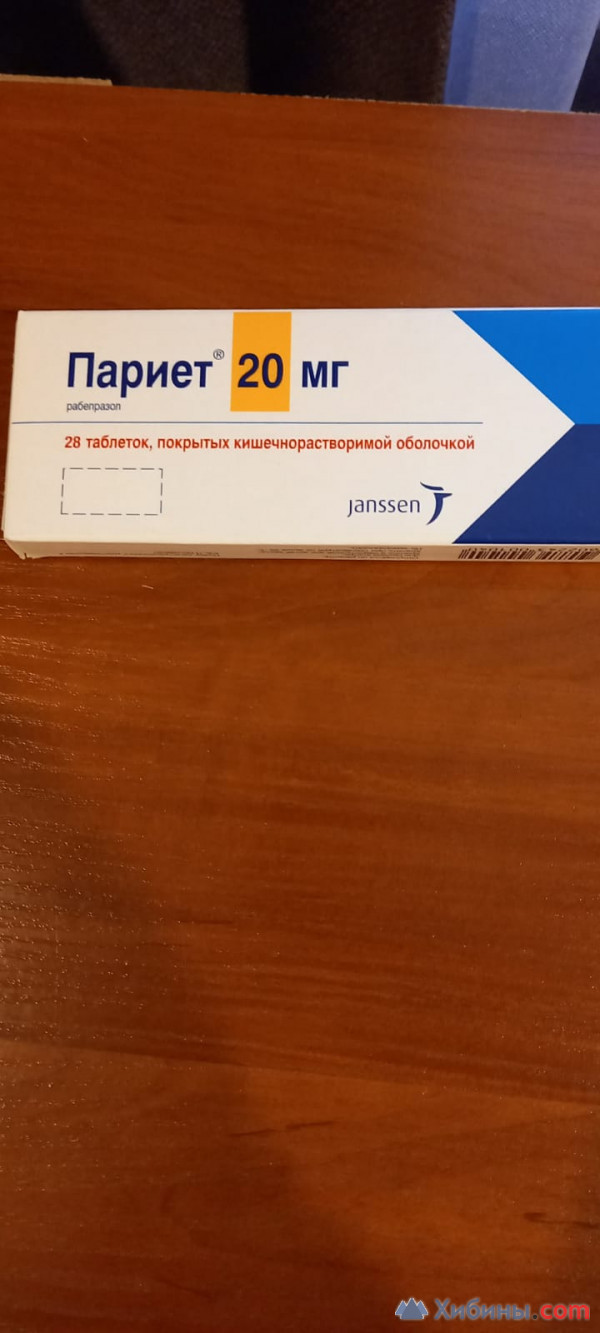 Париет® 20 мг
рабепразол
28 таблеток, покрытых кишечнорастворимой оболочкой
janssen
Хибины.com